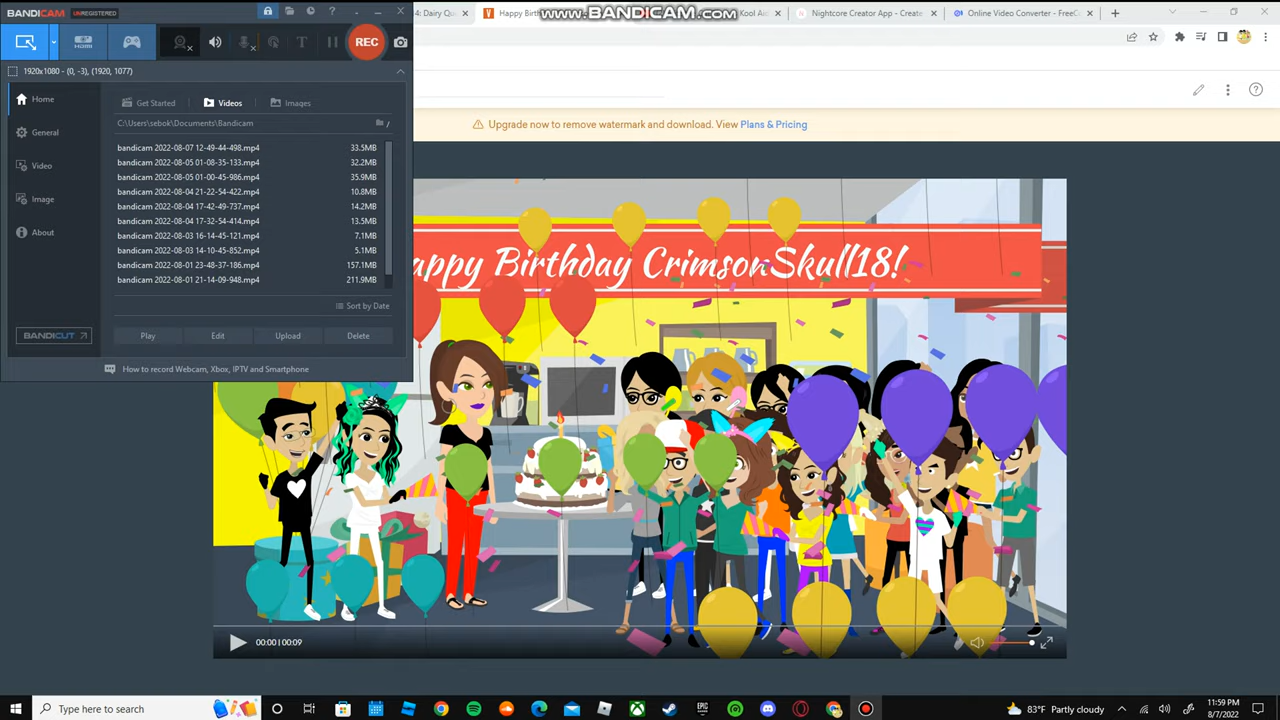 BANDICAM UNREGISTERED
www.BANDICAM.com
HDMI
REC
1920x1080 - (0, -3), (1920, 1077)
Home
General
Video
Image
About
BANDICUT
Get Started
Videos
Images
C:\Users\sebok\Documents\Bandicam
bandicam 2022-08-07 12-49-44-498.mp4 33.5MB
bandicam 2022-08-05 01-08-35-133.mp4 32.2MB
bandicam 2022-08-05 01-00-45-986.mp4 35.9MB
bandicam 2022-08-04 21-22-54-422.mp4 10.8MB
bandicam 2022-08-04 17-42-49-737.mp4 14.2MB
bandicam 2022-08-04 17-32-54-414.mp4 13.5MB
bandicam 2022-08-03 16-14-45-121.mp4 7.1MB
bandicam 2022-08-03 14-10-45-852.mp4 5.1MB
bandicam 2022-08-01 23-48-37-186.mp4 157.1MB
bandicam 2022-08-01 21-14-09-948.mp4 211.9MB
Sort by Date
Play Edit Upload Delete
How to record Webcam, Xbox, IPTV and Smartphone
4: Dairy Qu
Happy Birth
Kool Aid
Nightcore Creator App - Create
Online Video Converter - FreeC
Upgrade now to remove watermark and download. View Plans & Pricing
appy Birthday CrimsonSkull18!
00:00 | 00:09
Type here to search
EPIC
83°F Partly cloudy
11:59 PM
8/7/2022